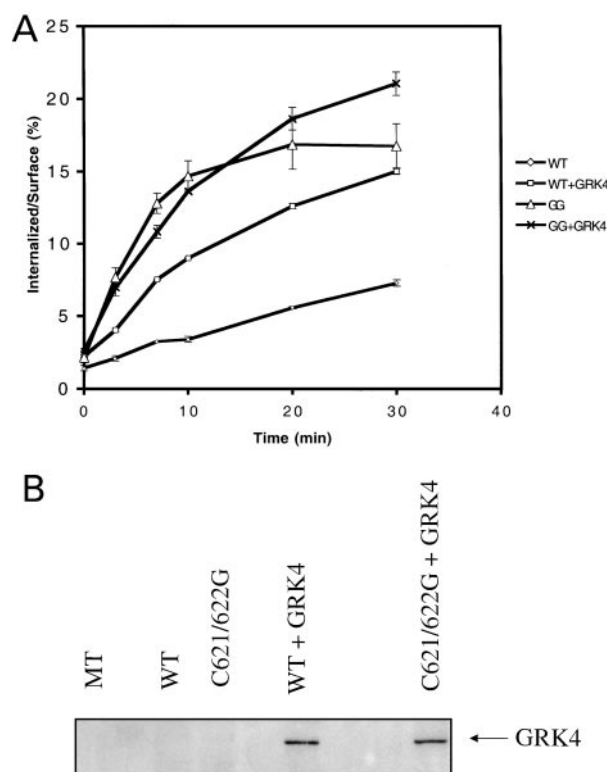 A
25
20
15
10
5
0
Internalized/Surface (%)
0 10 20 30 40
Time (min)
WT
WT+GRK4
GG
GG+GRK4
B
MT
WT
C621/622G
WT + GRK4
C621/622G + GRK4
GRK4